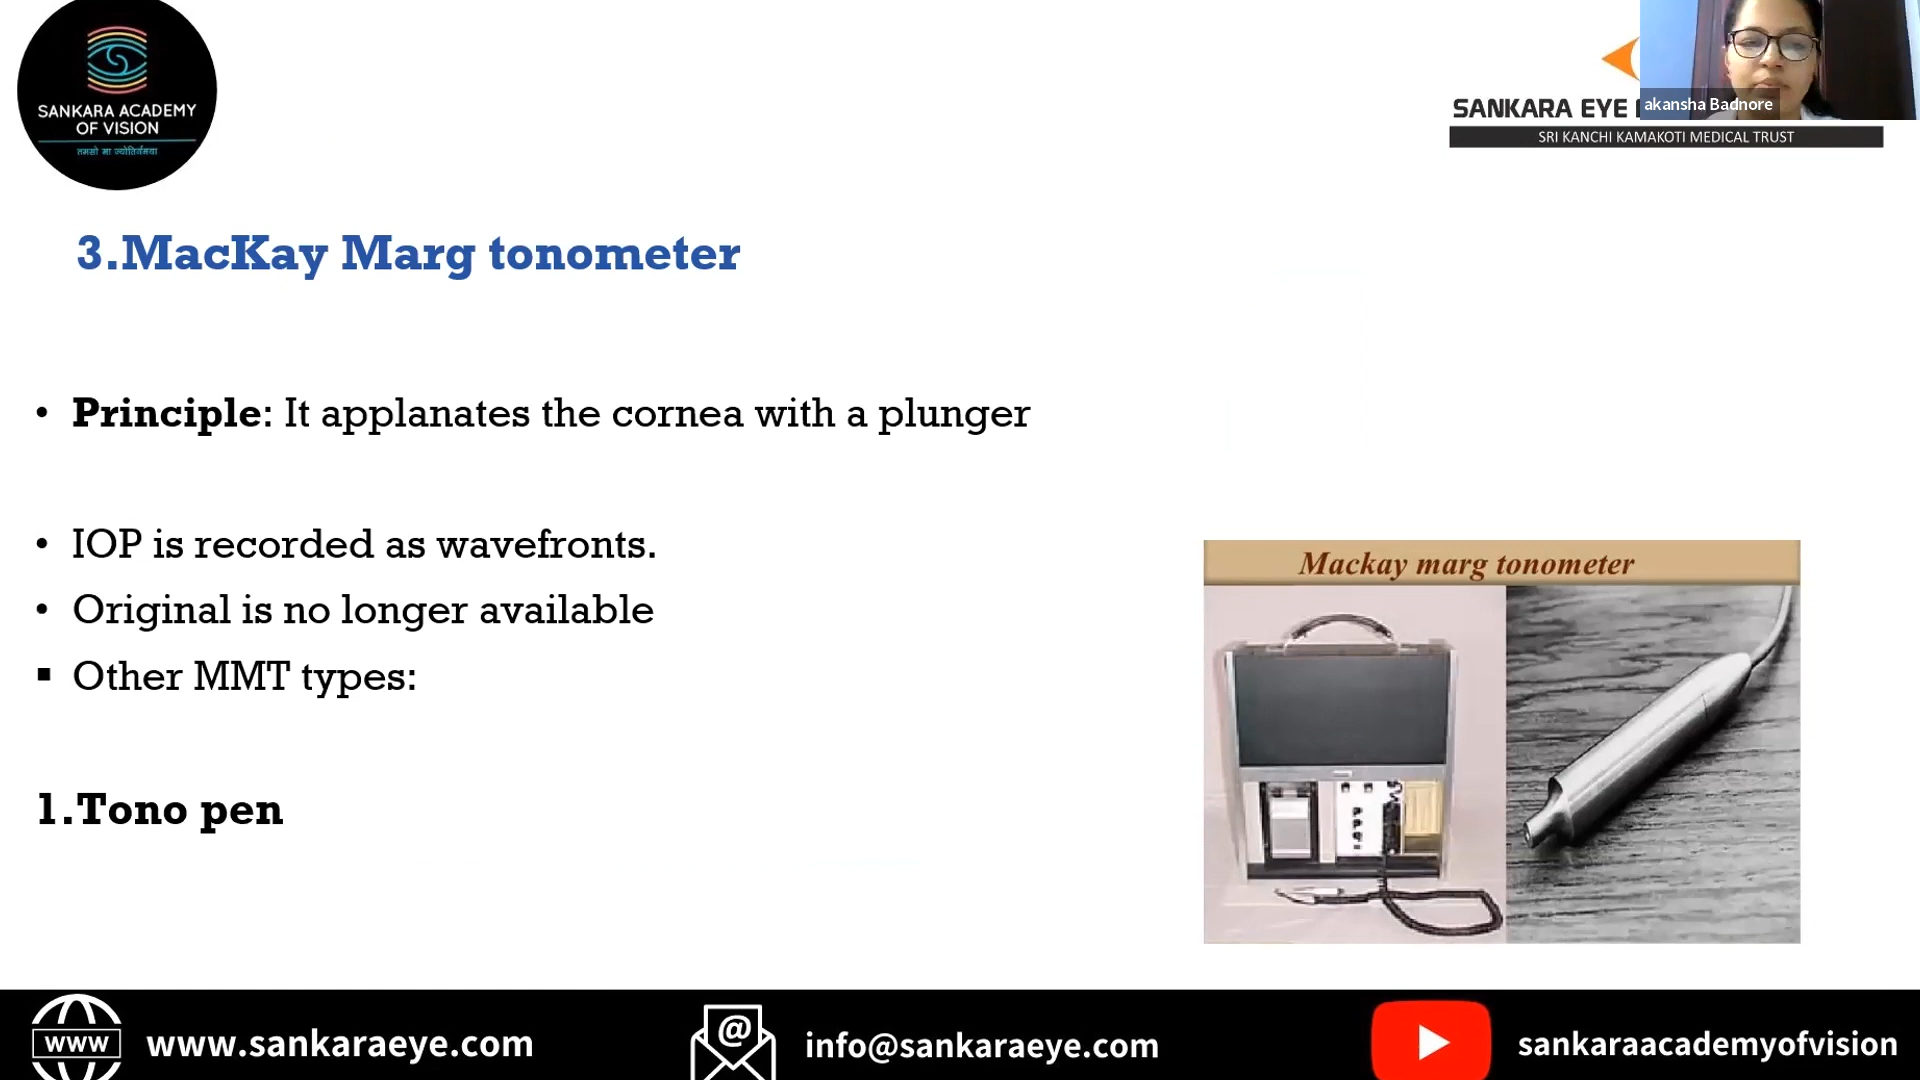 SANKARA ACADEMY
OF VISION
तमसो मा ज्योतिर्गमया
SANKARA EYE
akansha Badnore
SRI KANCHI KAMAKOTI MEDICAL TRUST
3.MacKay Marg tonometer
• Principle: It applanates the cornea with a plunger
• IOP is recorded as wavefronts.
• Original is no longer available
▪ Other MMT types:
1.Tono pen
Mackay marg tonometer
www
www.sankaraeye.com
@
info@sankaraeye.com
sankaraacademyofvision